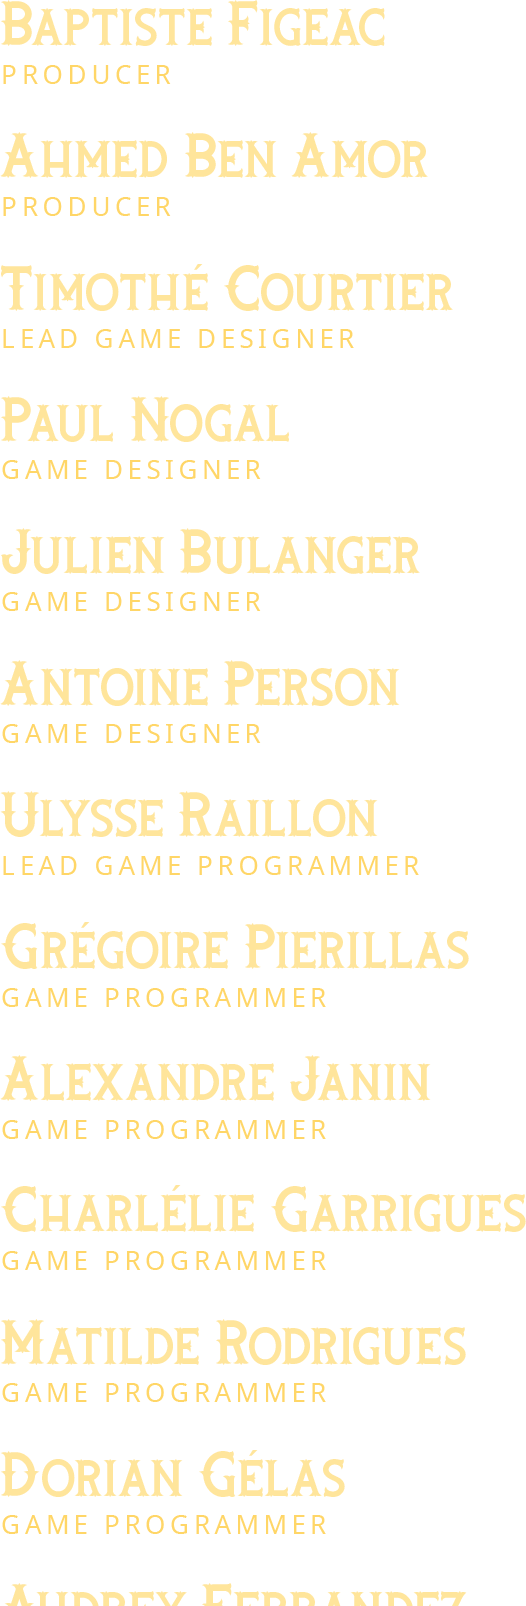 Baptiste Figeac
PRODUCER
Ahmed Ben Amor
PRODUCER
Timothé Courtier
LEAD GAME DESIGNER
Paul Nogal
GAME DESIGNER
Julien Bulanger
GAME DESIGNER
Antoine Person
GAME DESIGNER
Ulysse Raillon
LEAD GAME PROGRAMMER
Grégoire Pierillas
GAME PROGRAMMER
Alexandre Janin
GAME PROGRAMMER
Charlélie Garrigues
GAME PROGRAMMER
Matilde Rodrigues
GAME PROGRAMMER
Dorian Gélas
GAME PROGRAMMER
Audrey Ferrandez